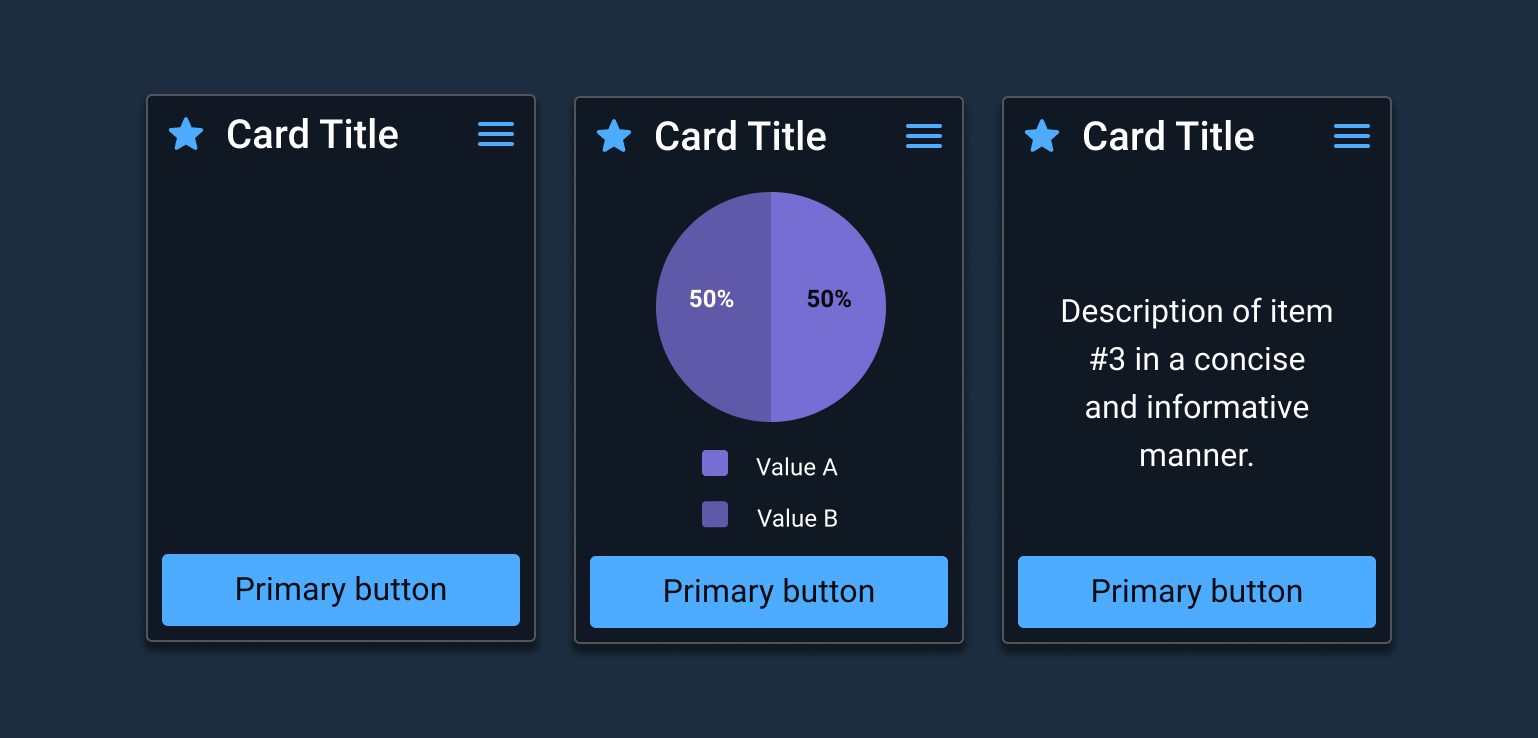 Card Title
Primary button
Card Title
50%
50%
Value A
Value B
Primary button
Card Title
Description of item
#3 in a concise
and informative
manner.
Primary button